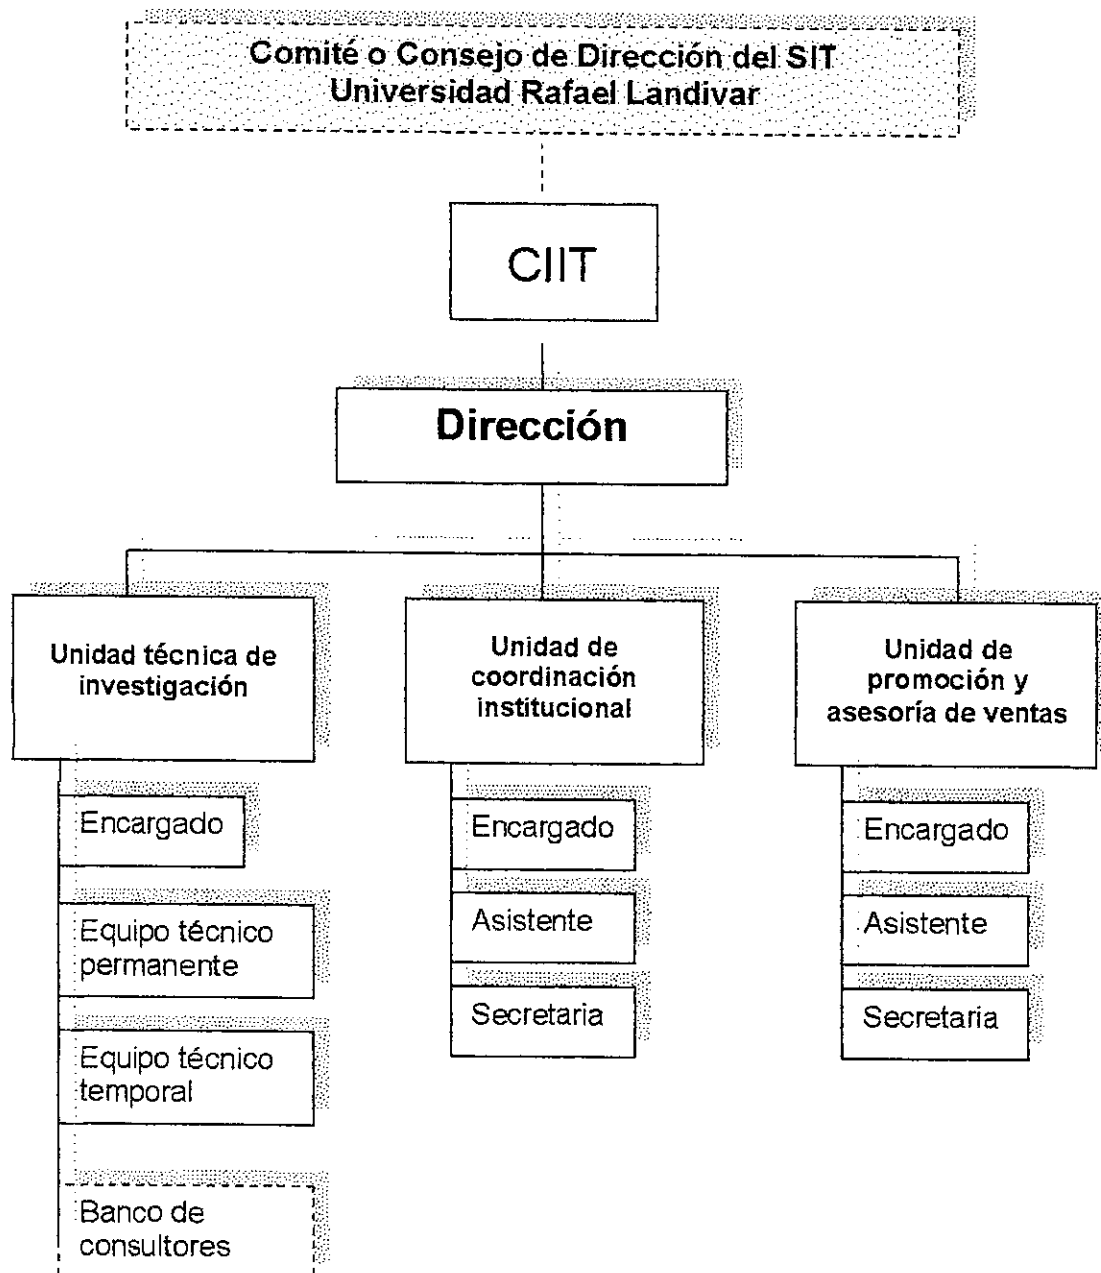 Comité o Consejo de Dirección del SIT
Universidad Rafael Landivar
CIIT
Dirección
Unidad técnica de
investigación
Encargado
Equipo técnico
permanente
Equipo técnico
temporal
Banco de
consultores
Unidad de
coordinación
institucional
Encargado
Asistente
Secretaria
Unidad de
promoción y
asesoría de ventas
Encargado
Asistente
Secretaria